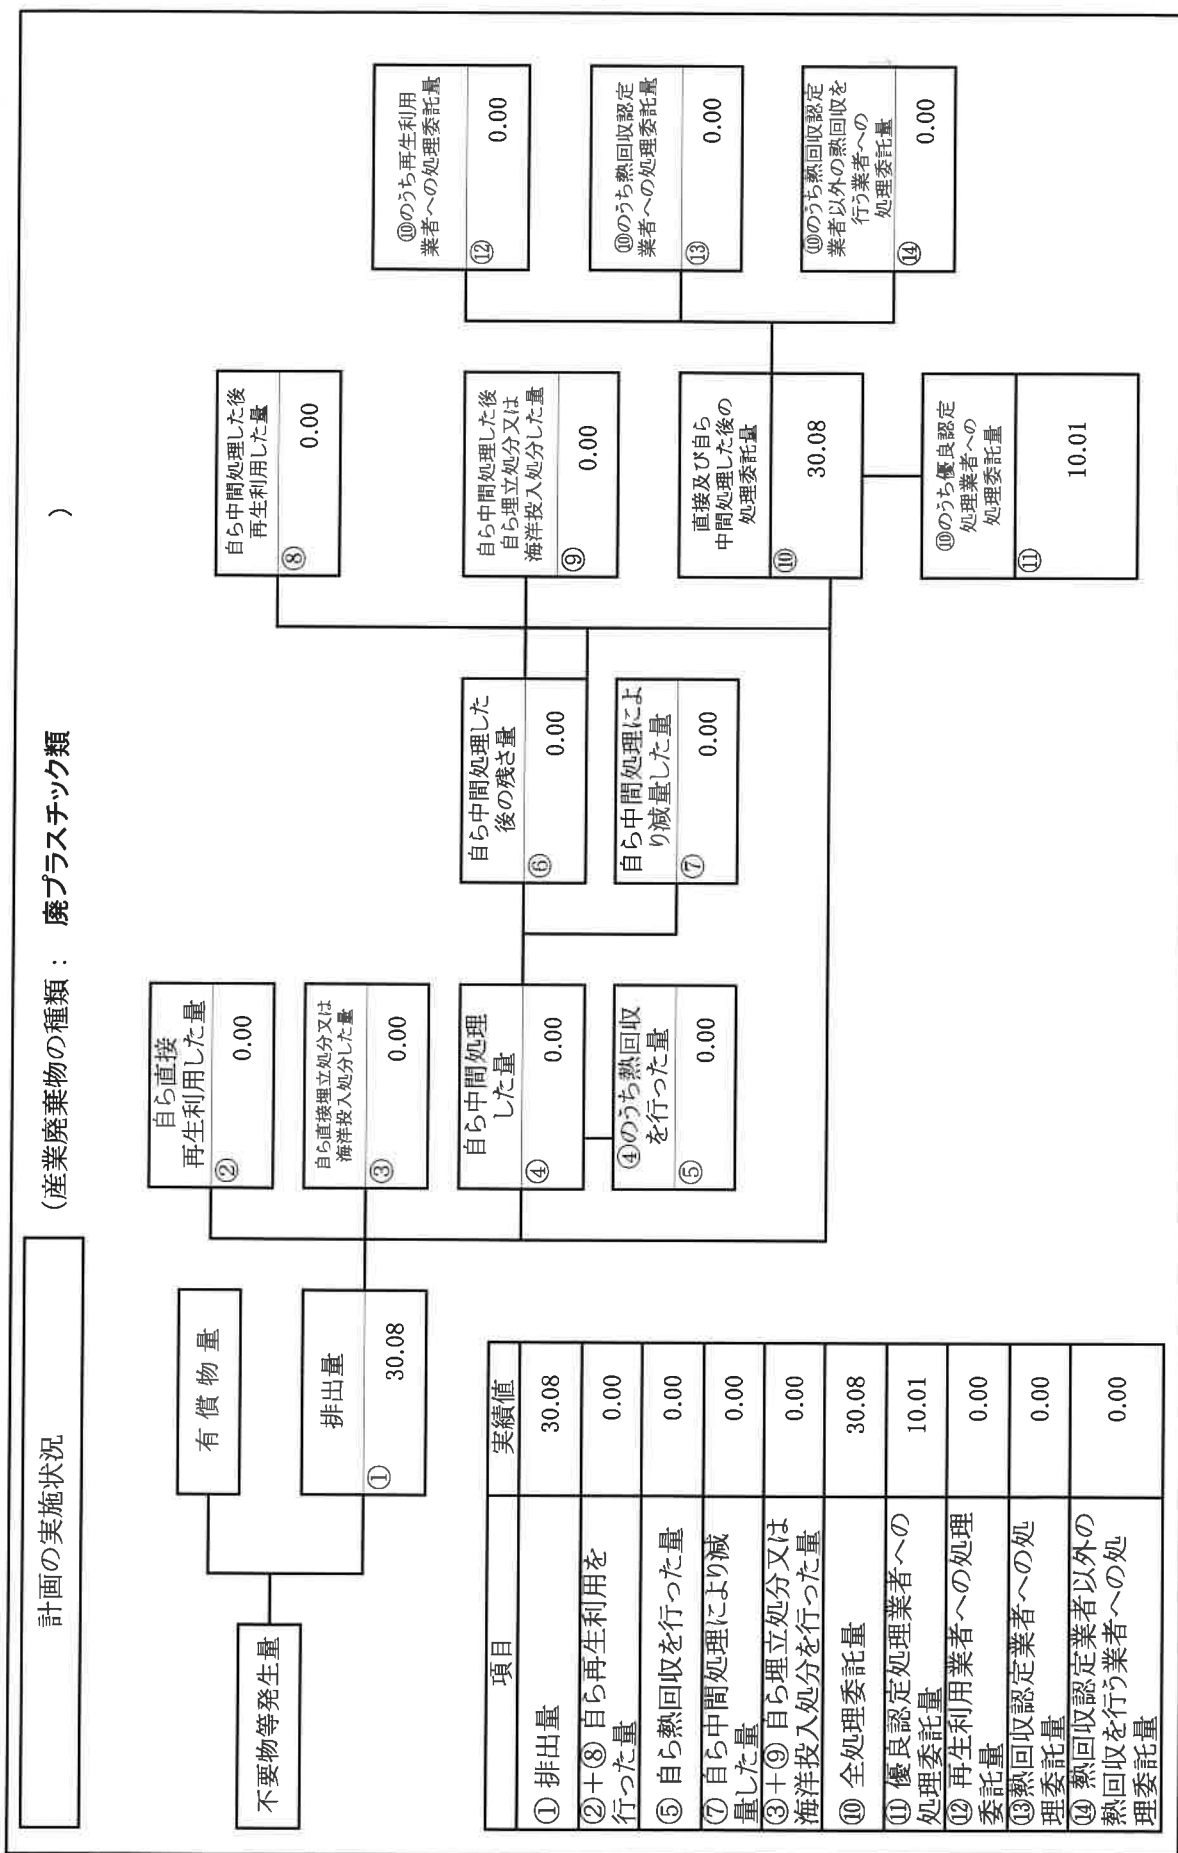 計画の実施状況
（産業廃棄物の種類： 廃プラスチック類 ）
不要物等発生量
有償物量
排出量
① 30.08
自ら直接
再生利用した量
② 0.00
自ら直接埋立処分又は
海洋投入処分した量
③ 0.00
自ら中間処理
した量
④ 0.00
④のうち熱回収
を行った量
⑤ 0.00
自ら中間処理した
後の残さ量
⑥ 0.00
自ら中間処理によ
り減量した量
⑦ 0.00
自ら中間処理した後
再生利用した量
⑧ 0.00
自ら中間処理した後
自ら埋立処分又は
海洋投入処分した量
⑨ 0.00
直接及び自ら
中間処理した後の
処理委託量
⑩ 30.08
⑩のうち優良認定
処理業者への
処理委託量
⑪ 10.01
⑩のうち再生利用
業者への処理委託量
⑫ 0.00
⑩のうち熱回収認定
業者への処理委託量
⑬ 0.00
⑩のうち熱回収認定
業者以外の熱回収を
行う業者への
処理委託量
⑭ 0.00
項目 実績値
① 排出量 30.08
②＋⑧ 自ら再生利用を
行った量 0.00
⑤ 自ら熱回収を行った量 0.00
⑦ 自ら中間処理により減
量した量 0.00
③＋⑨ 自ら埋立処分又は
海洋投入処分を行った量 0.00
⑩ 全処理委託量 30.08
⑪ 優良認定処理業者への
処理委託量 10.01
⑫ 再生利用業者への処理
委託量 0.00
⑬熱回収認定業者への処
理委託量 0.00
⑭ 熱回収認定業者以外の
熱回収を行う業者への処
理委託量 0.00